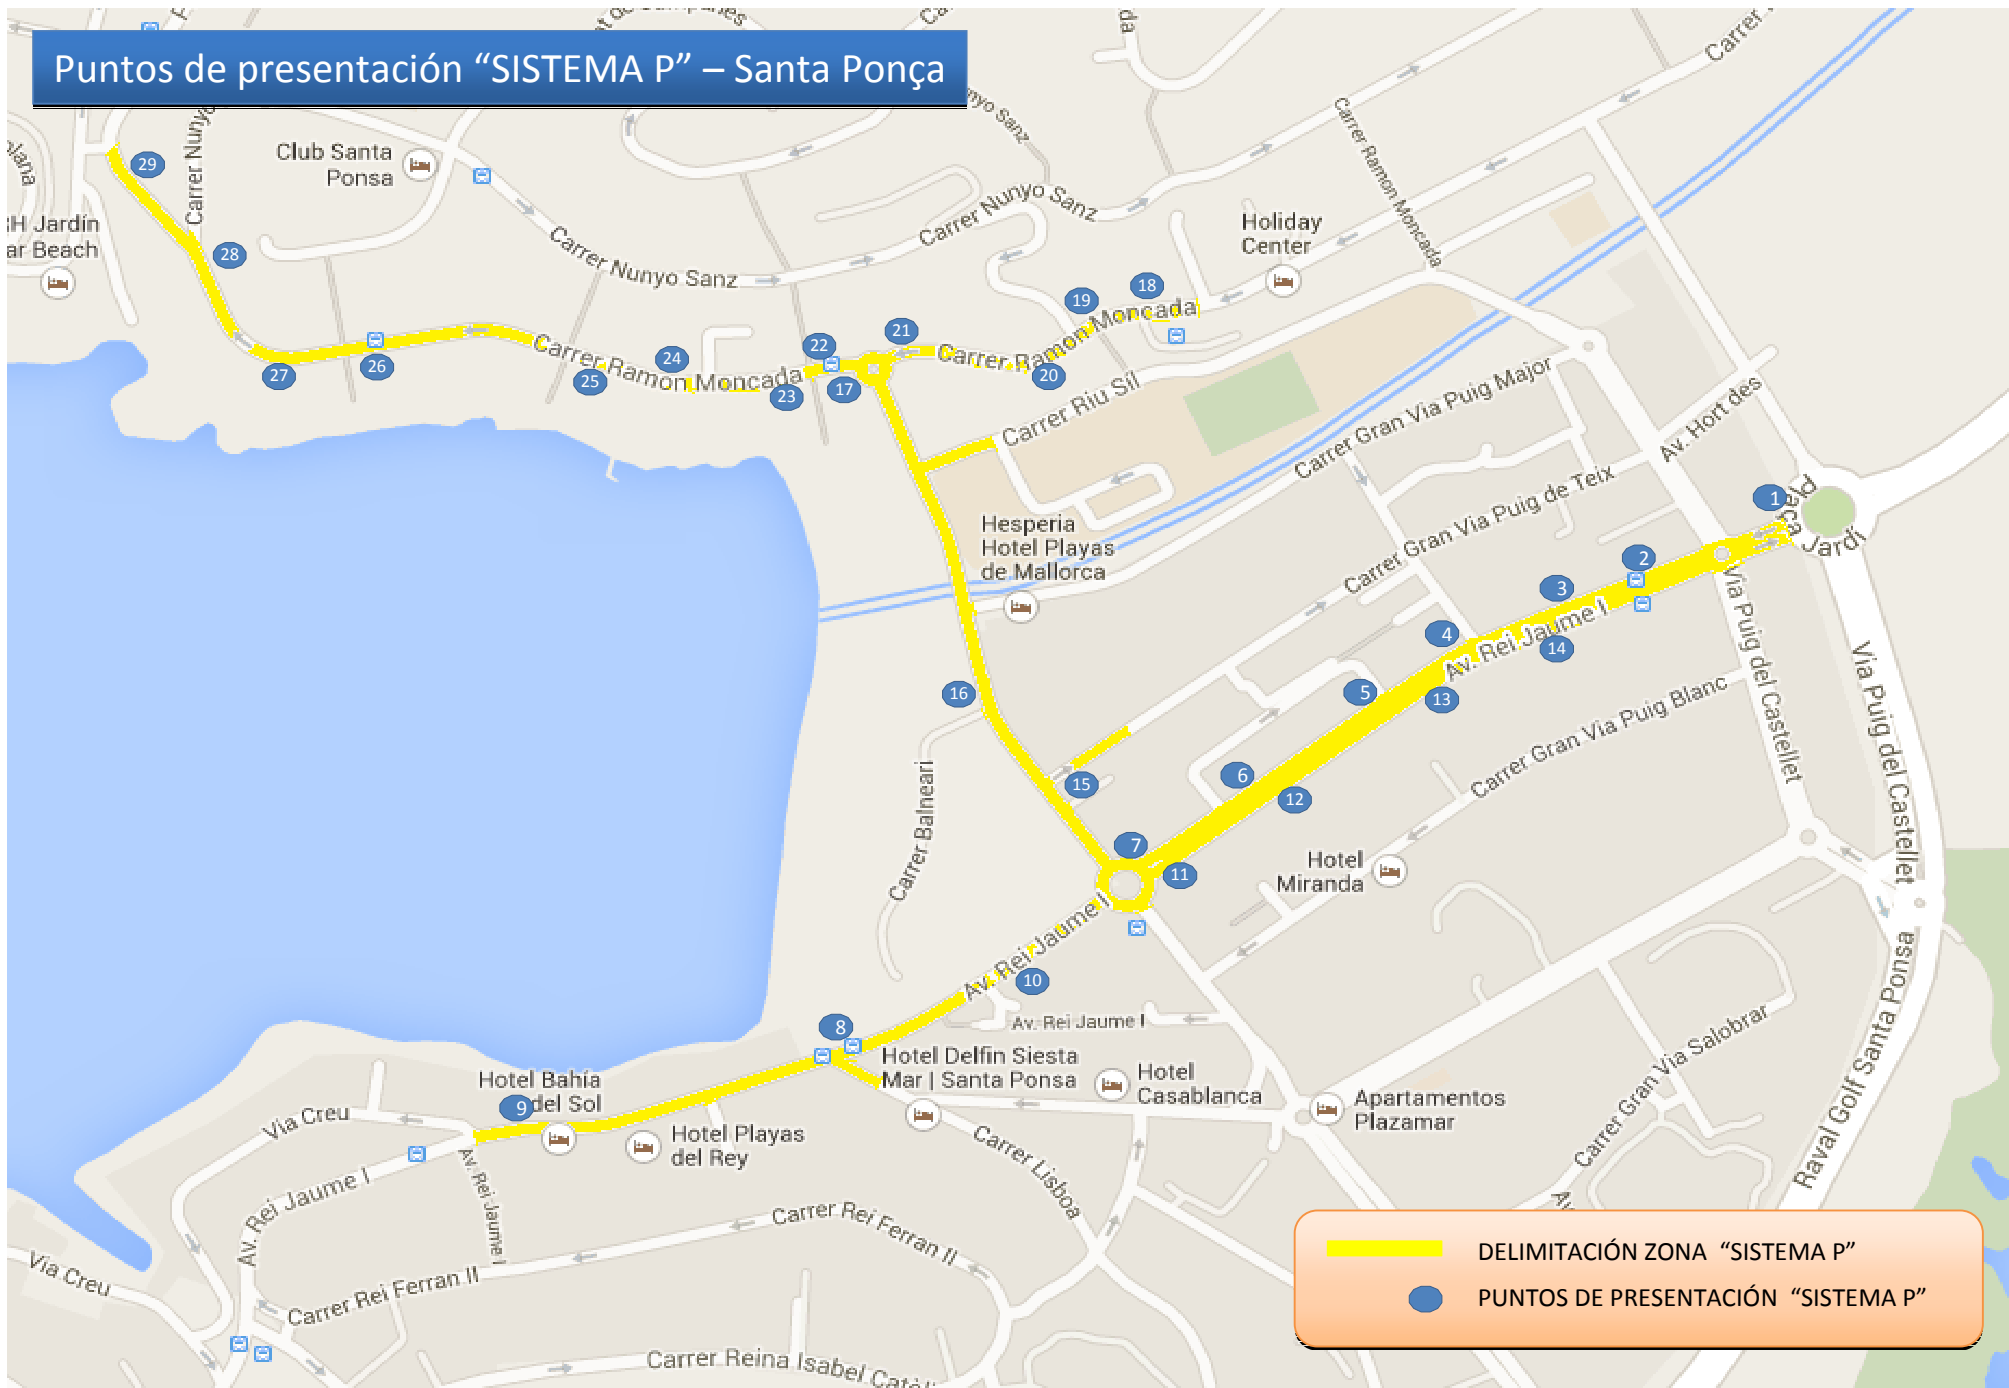 Puntos de presentación “SISTEMA P” – Santa Ponça
Club Santa
Ponsa
Carrer Nunyo Sanz
Carrer Nunyo Sanz
Carrer Ramon Moncada
Holiday
Center
ar Beach
29
28
27
26
25
24
23
22
17
21
20
19
18
Carrer Ramon Moncada
Carrer Ramon Moncada
Carrer Riu Sil
Carrer Gran Via Puig Major
Av. Hort des
Carrer Gran Via Puig de Teix
Hesperia
Hotel Playas
de Mallorca
Plaça
Jardí
1
2
3
4
5
6
7
8
9
10
11
12
13
14
15
16
Av. Rei Jaume I
Via Puig del Castellet
Via Puig del Castellet
Carrer Gran Via Puig Blanc
Carrer Balneari
Hotel
Miranda
Av. Rei Jaume I
Av. Rei Jaume I
Hotel Delfin Siesta
Mar | Santa Ponsa
Hotel
Casablanca
Apartamentos
Plazamar
Carrer Gran Via Salobrar
Raval Golf Santa Ponsa
Hotel Bahía
del Sol
Hotel Playas
del Rey
Via Creu
Av. Rei Jaume I
Av. Rei Jaume I
Carrer Lisboa
Carrer Rei Ferran II
Carrer Rei Ferran II
Via Creu
Carrer Reina Isabel
DELIMITACIÓN ZONA “SISTEMA P”
PUNTOS DE PRESENTACIÓN “SISTEMA P”